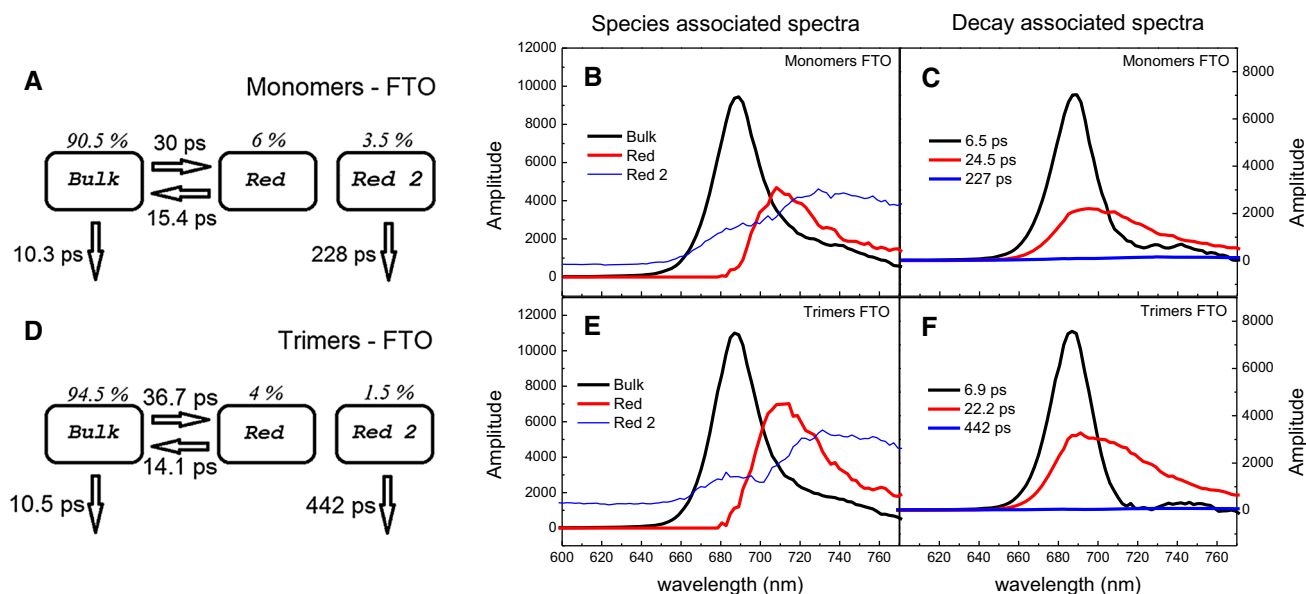 Species associated spectra
Decay associated spectra
A
Monomers - FTO
90.5 %
30 ps
6 %
3.5 %
Bulk
Red
Red 2
15.4 ps
10.3 ps
228 ps
D
Trimers - FTO
94.5 %
36.7 ps
4 %
1.5 %
Bulk
Red
Red 2
14.1 ps
10.5 ps
442 ps
B
Monomers FTO
Bulk
Red
Red 2
Amplitude
12000
10000
8000
6000
4000
2000
0
C
Monomers FTO
6.5 ps
24.5 ps
227 ps
8000
6000
4000
2000
0
Amplitude
E
Trimers FTO
Bulk
Red
Red 2
Amplitude
12000
10000
8000
6000
4000
2000
0
600 620 640 660 680 700 720 740 760
wavelength (nm)
F
Trimers FTO
6.9 ps
22.2 ps
442 ps
8000
6000
4000
2000
0
Amplitude
620 640 660 680 700 720 740 760
wavelength (nm)